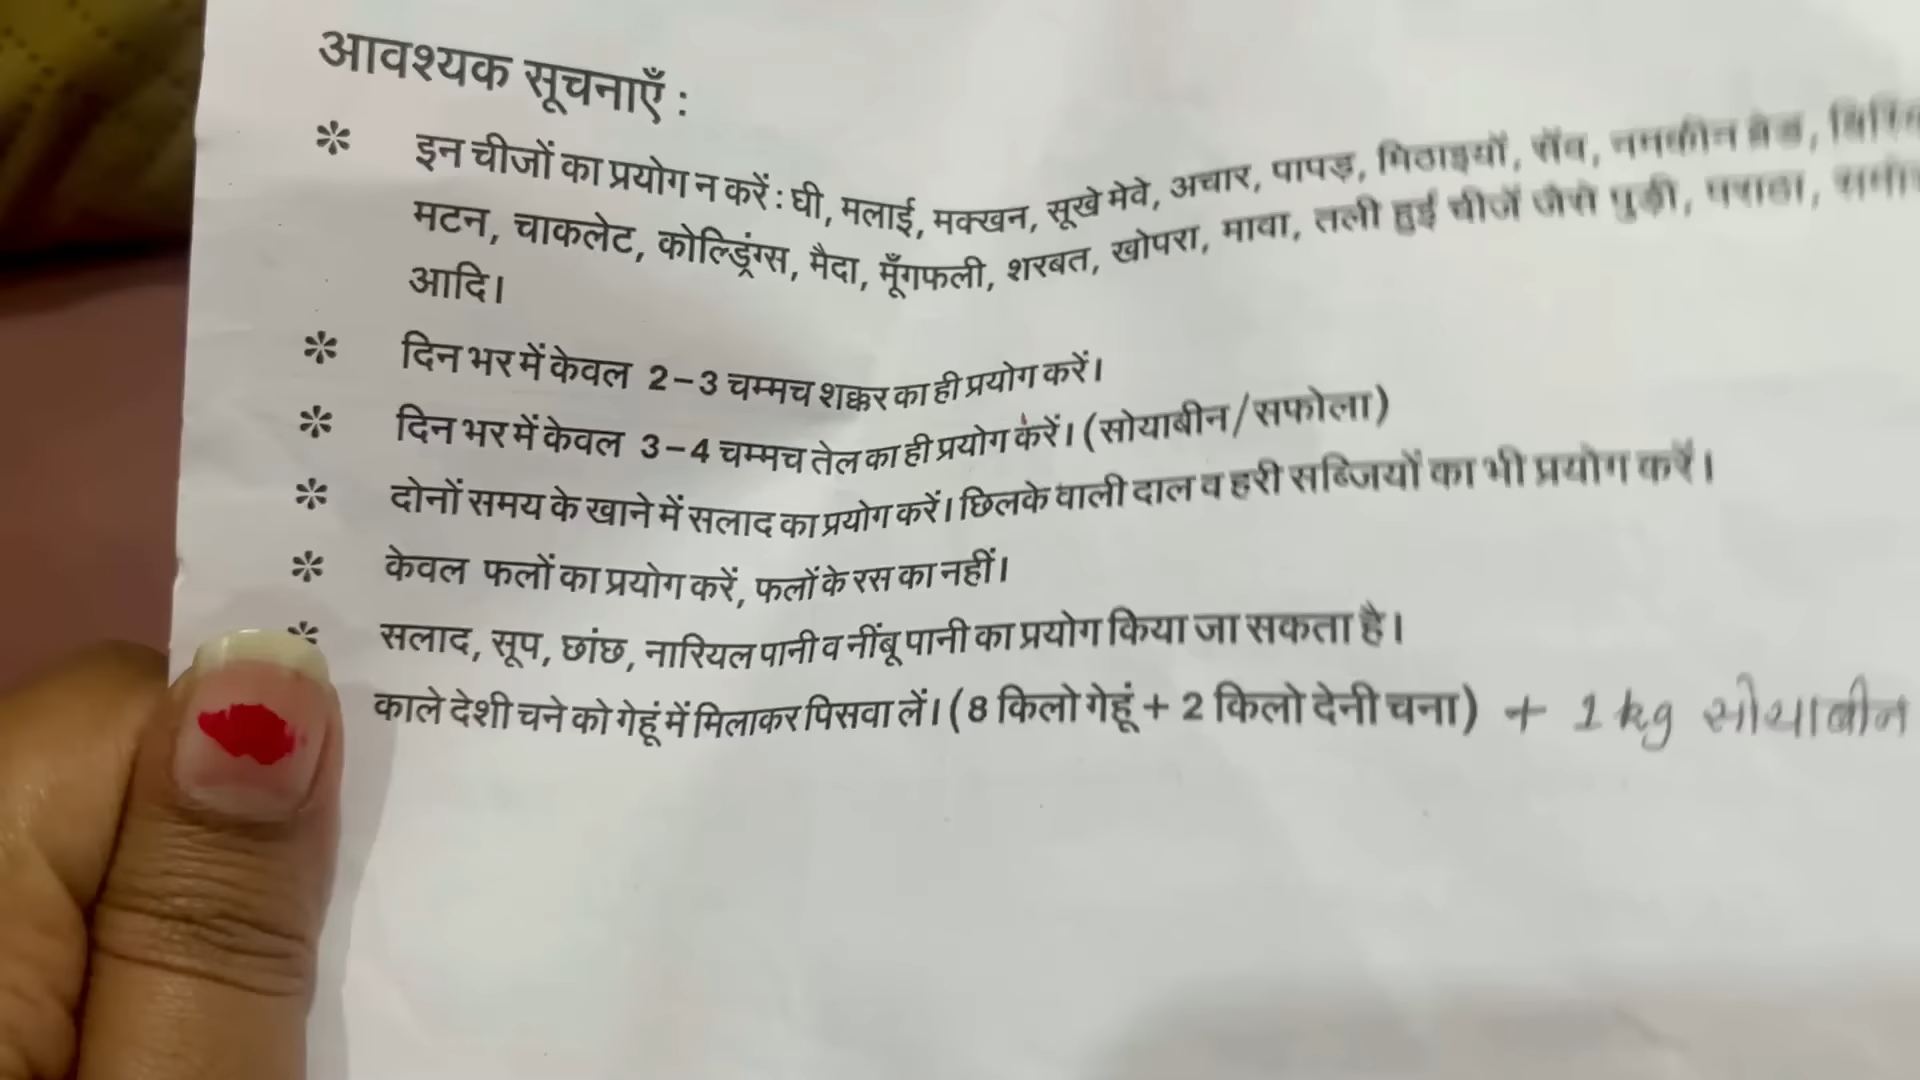 आवश्यक सूचनाएँ :
* इन चीजों का प्रयोग न करें : घी, मलाई, मक्खन, सूखे मेवे, अचार, पापड़, मिठाइयाँ, सेंव, नमकीन ब्रेड,
मटन, चाकलेट, कोल्ड्रिंग्स, मैदा, मूँगफली, शरबत, खोपरा, मावा, तली हुई चीजें जैसे पुड़ी, पराठा,
आदि।
* दिन भर में केवल 2-3 चम्मच शक्कर का ही प्रयोग करें।
* दिन भर में केवल 3-4 चम्मच तेल का ही प्रयोग करें। (सोयाबीन/सफोला)
* दोनों समय के खाने में सलाद का प्रयोग करें। छिलके वाली दाल व हरी सब्जियों का भी प्रयोग करें।
* केवल फलों का प्रयोग करें, फलों के रस का नहीं।
* सलाद, सूप, छांछ, नारियल पानी व नींबू पानी का प्रयोग किया जा सकता है।
काले देशी चने को गेहूं में मिलाकर पिसवा लें। (8 किलो गेहूं + 2 किलो देनी चना) + 1 kg सोयाबीन